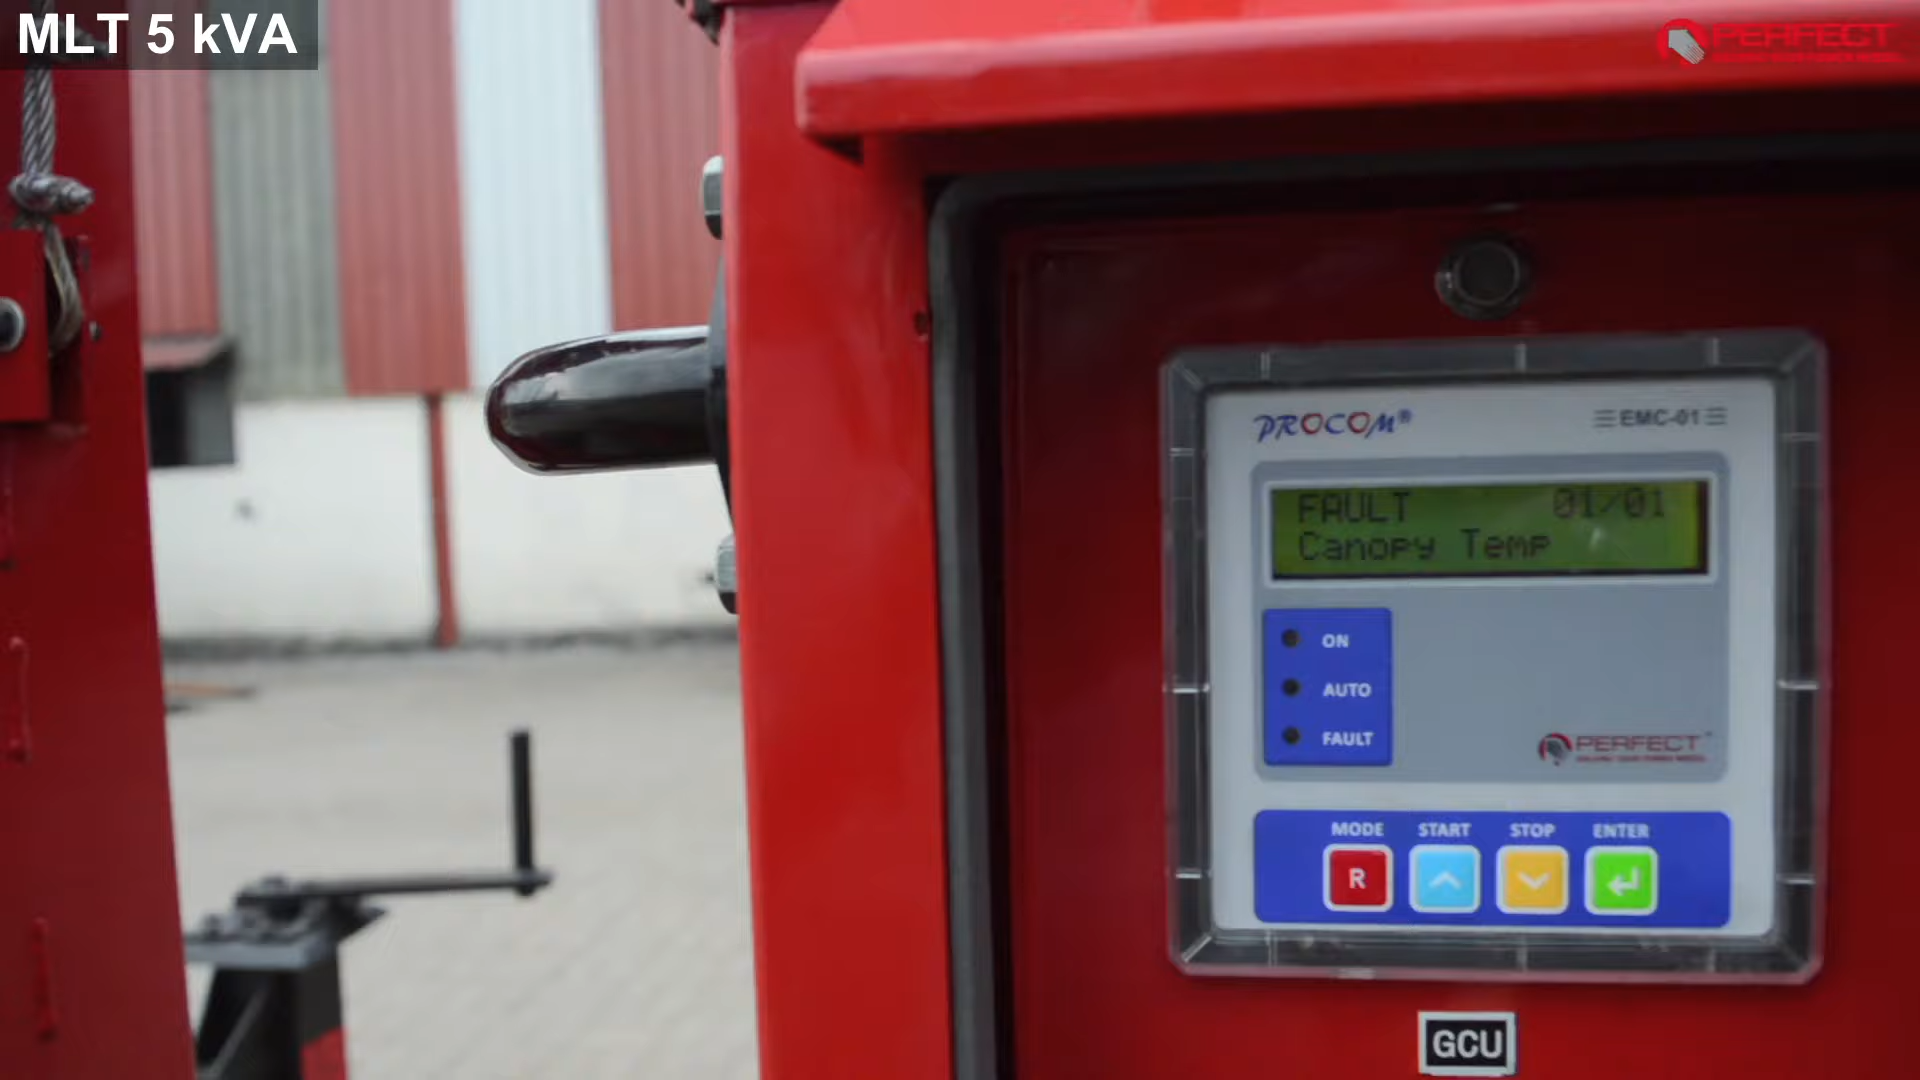 MLT 5 kVA
PERFECT
PROCOM®
EMC-01
FAULT 01/01
Canopy Temp
ON
AUTO
FAULT
PERFECT
MODE START STOP ENTER
R
GCU